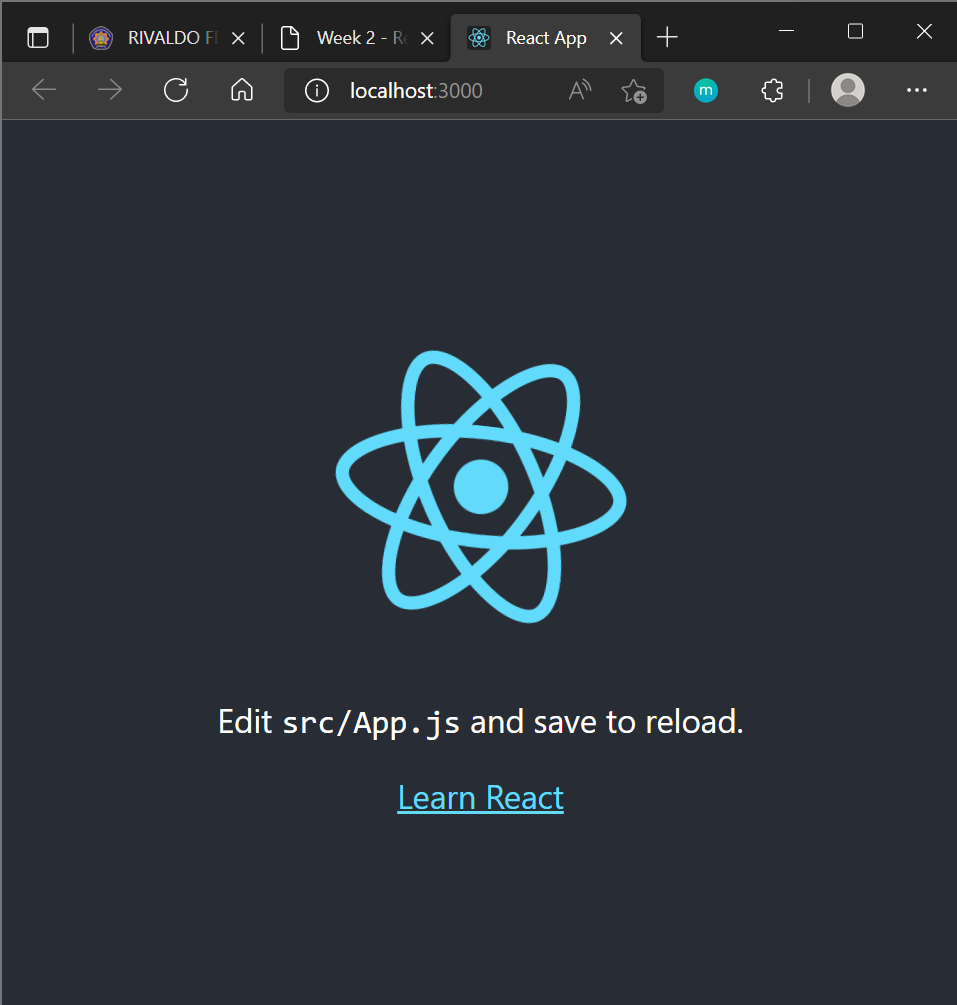 RIVALDO
Week 2 -
React App
localhost:3000
m
Edit src/App.js and save to reload.
Learn React